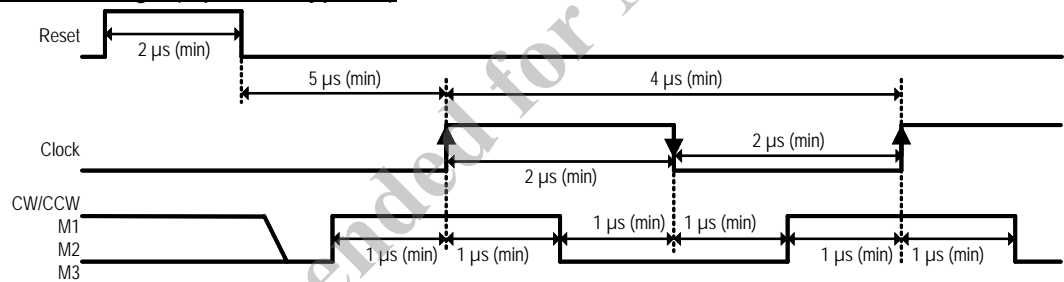 Reset
2 µs (min)
5 µs (min)
4 µs (min)
Clock
2 µs (min)
2 µs (min)
CW/CCW
M1
M2
M3
1 µs (min)
1 µs (min)
1 µs (min)
1 µs (min)
1 µs (min)
1 µs (min)
ended for